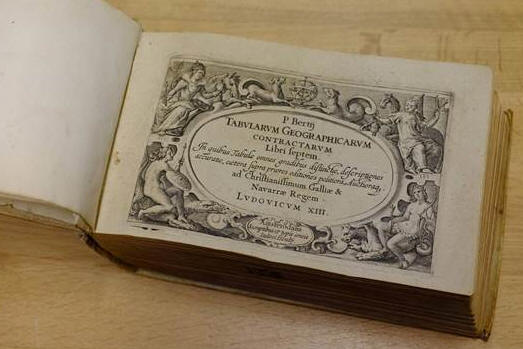 P Bertij
TABVLARVM GEOGRAPHICARVM
CONTRACTARVM
Libri septem.
In quibus Tabulæ omnes gradibus distinctæ, descriptiones
accuratæ, cætera supra priores editiones politiora, Auctioraq,
ad Christianissimum Galliæ &
Navarræ Regem
LVDOVICVM XIII.